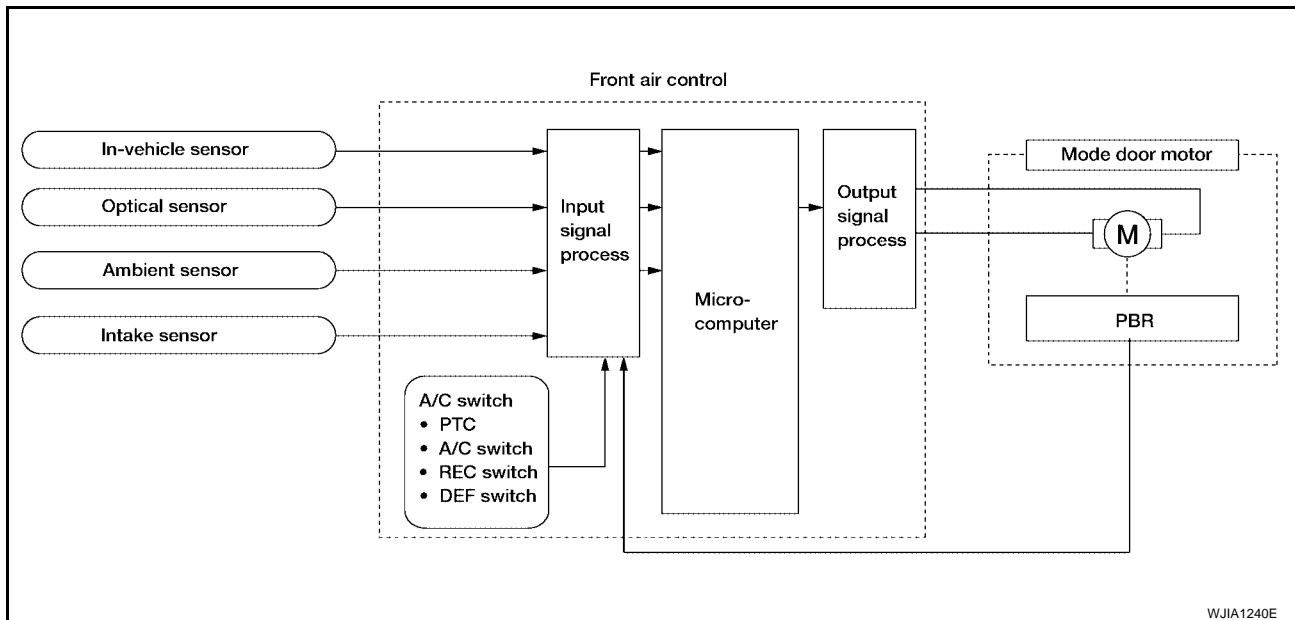 Front air control
In-vehicle sensor
Optical sensor
Ambient sensor
Intake sensor
Input
signal
process
A/C switch
• PTC
• A/C switch
• REC switch
• DEF switch
Micro-
computer
Output
signal
process
Mode door motor
M
PBR
WJIA1240E